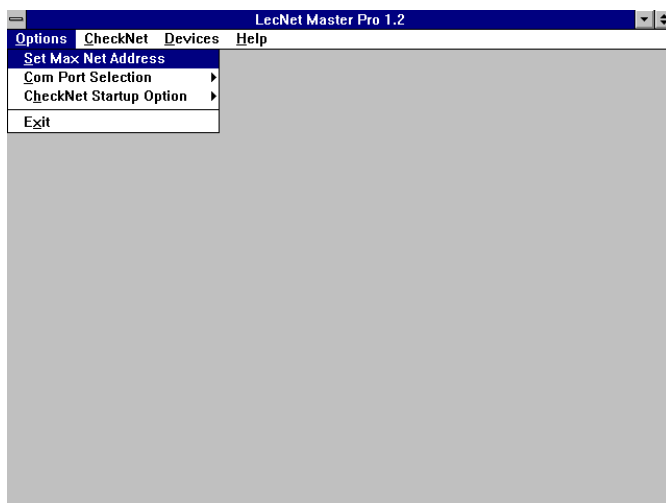 LecNet Master Pro 1.2
Options CheckNet Devices Help
Set Max Net Address
Com Port Selection
CheckNet Startup Option
Exit